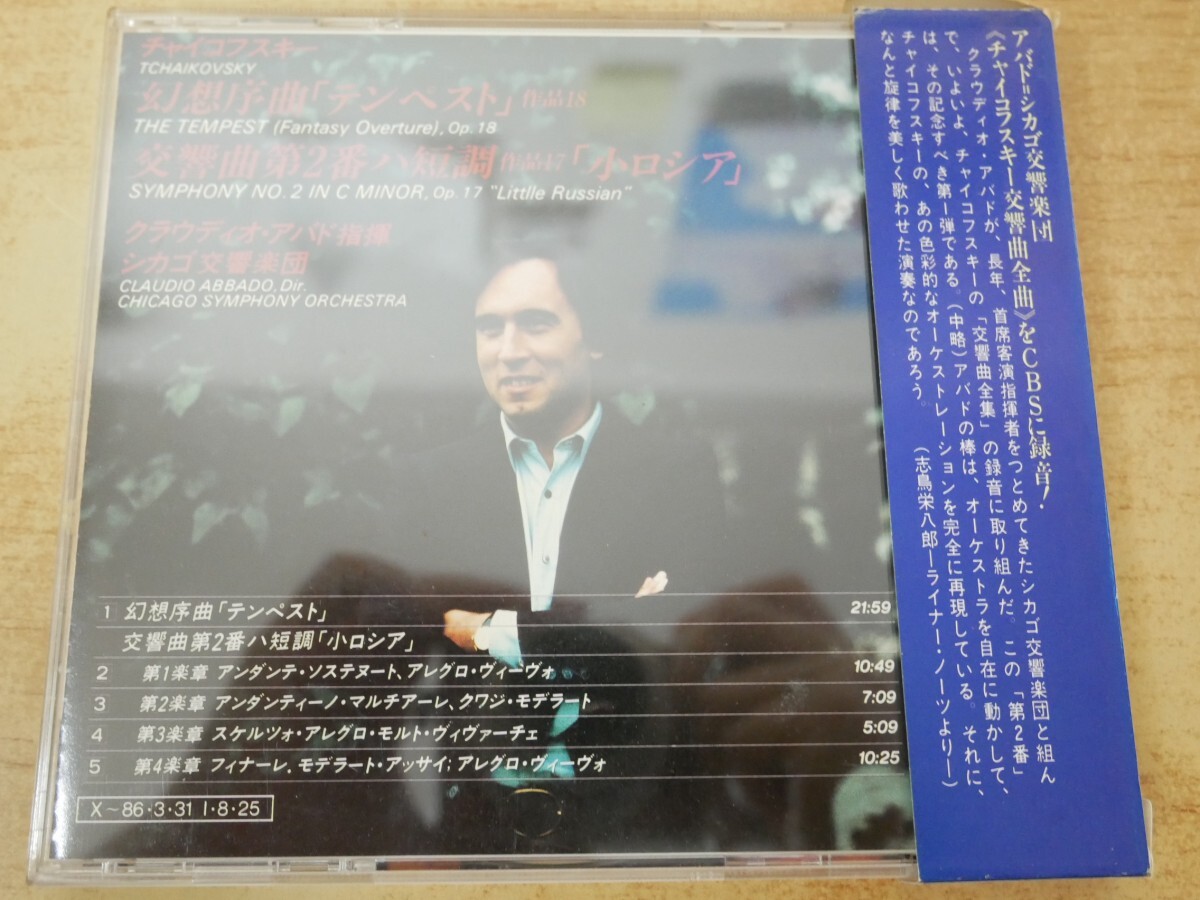 チャイコフスキー
TCHAIKOVSKY
幻想序曲「テンペスト」作品18
THE TEMPEST (Fantasy Overture), Op. 18
交響曲第2番ハ短調作品17「小ロシア」
SYMPHONY NO. 2 IN C MINOR, Op. 17 "Littlle Russian"
クラウディオ・アバド指揮
シカゴ交響楽団
CLAUDIO ABBADO, Dir.
CHICAGO SYMPHONY ORCHESTRA
1 幻想序曲「テンペスト」 21:59
交響曲第2番ハ短調「小ロシア」
2 第1楽章 アンダンテ・ソステヌート、アレグロ・ヴィーヴォ 10:49
3 第2楽章 アンダンティーノ・マルチアーレ、クワジ・モデラート 7:09
4 第3楽章 スケルツォ・アレグロ・モルト・ヴィヴァーチェ 5:09
5 第4楽章 フィナーレ.モデラート・アッサイ;アレグロ・ヴィーヴォ 10:25
X～86・3・31 I・8・25
アバド=シカゴ交響楽団
《チャイコフスキー交響曲全曲》をCBSに録音!
クラウディオ・アバドが、長年、首席客演指揮者をつとめてきたシカゴ交響楽団と組ん
で、いよいよ、チャイコフスキーの「交響曲全集」の録音に取り組んだ。この「第2番」
は、その記念すべき第1弾である。(中略)アバドの棒は、オーケストラを自在に動かして、
チャイコフスキーの、あの色彩的なオーケストレーションを完全に再現している。それに、
なんと旋律を美しく歌わせた演奏なのであろう。 (志鳥栄八郎ーライナー・ノーツよりー)